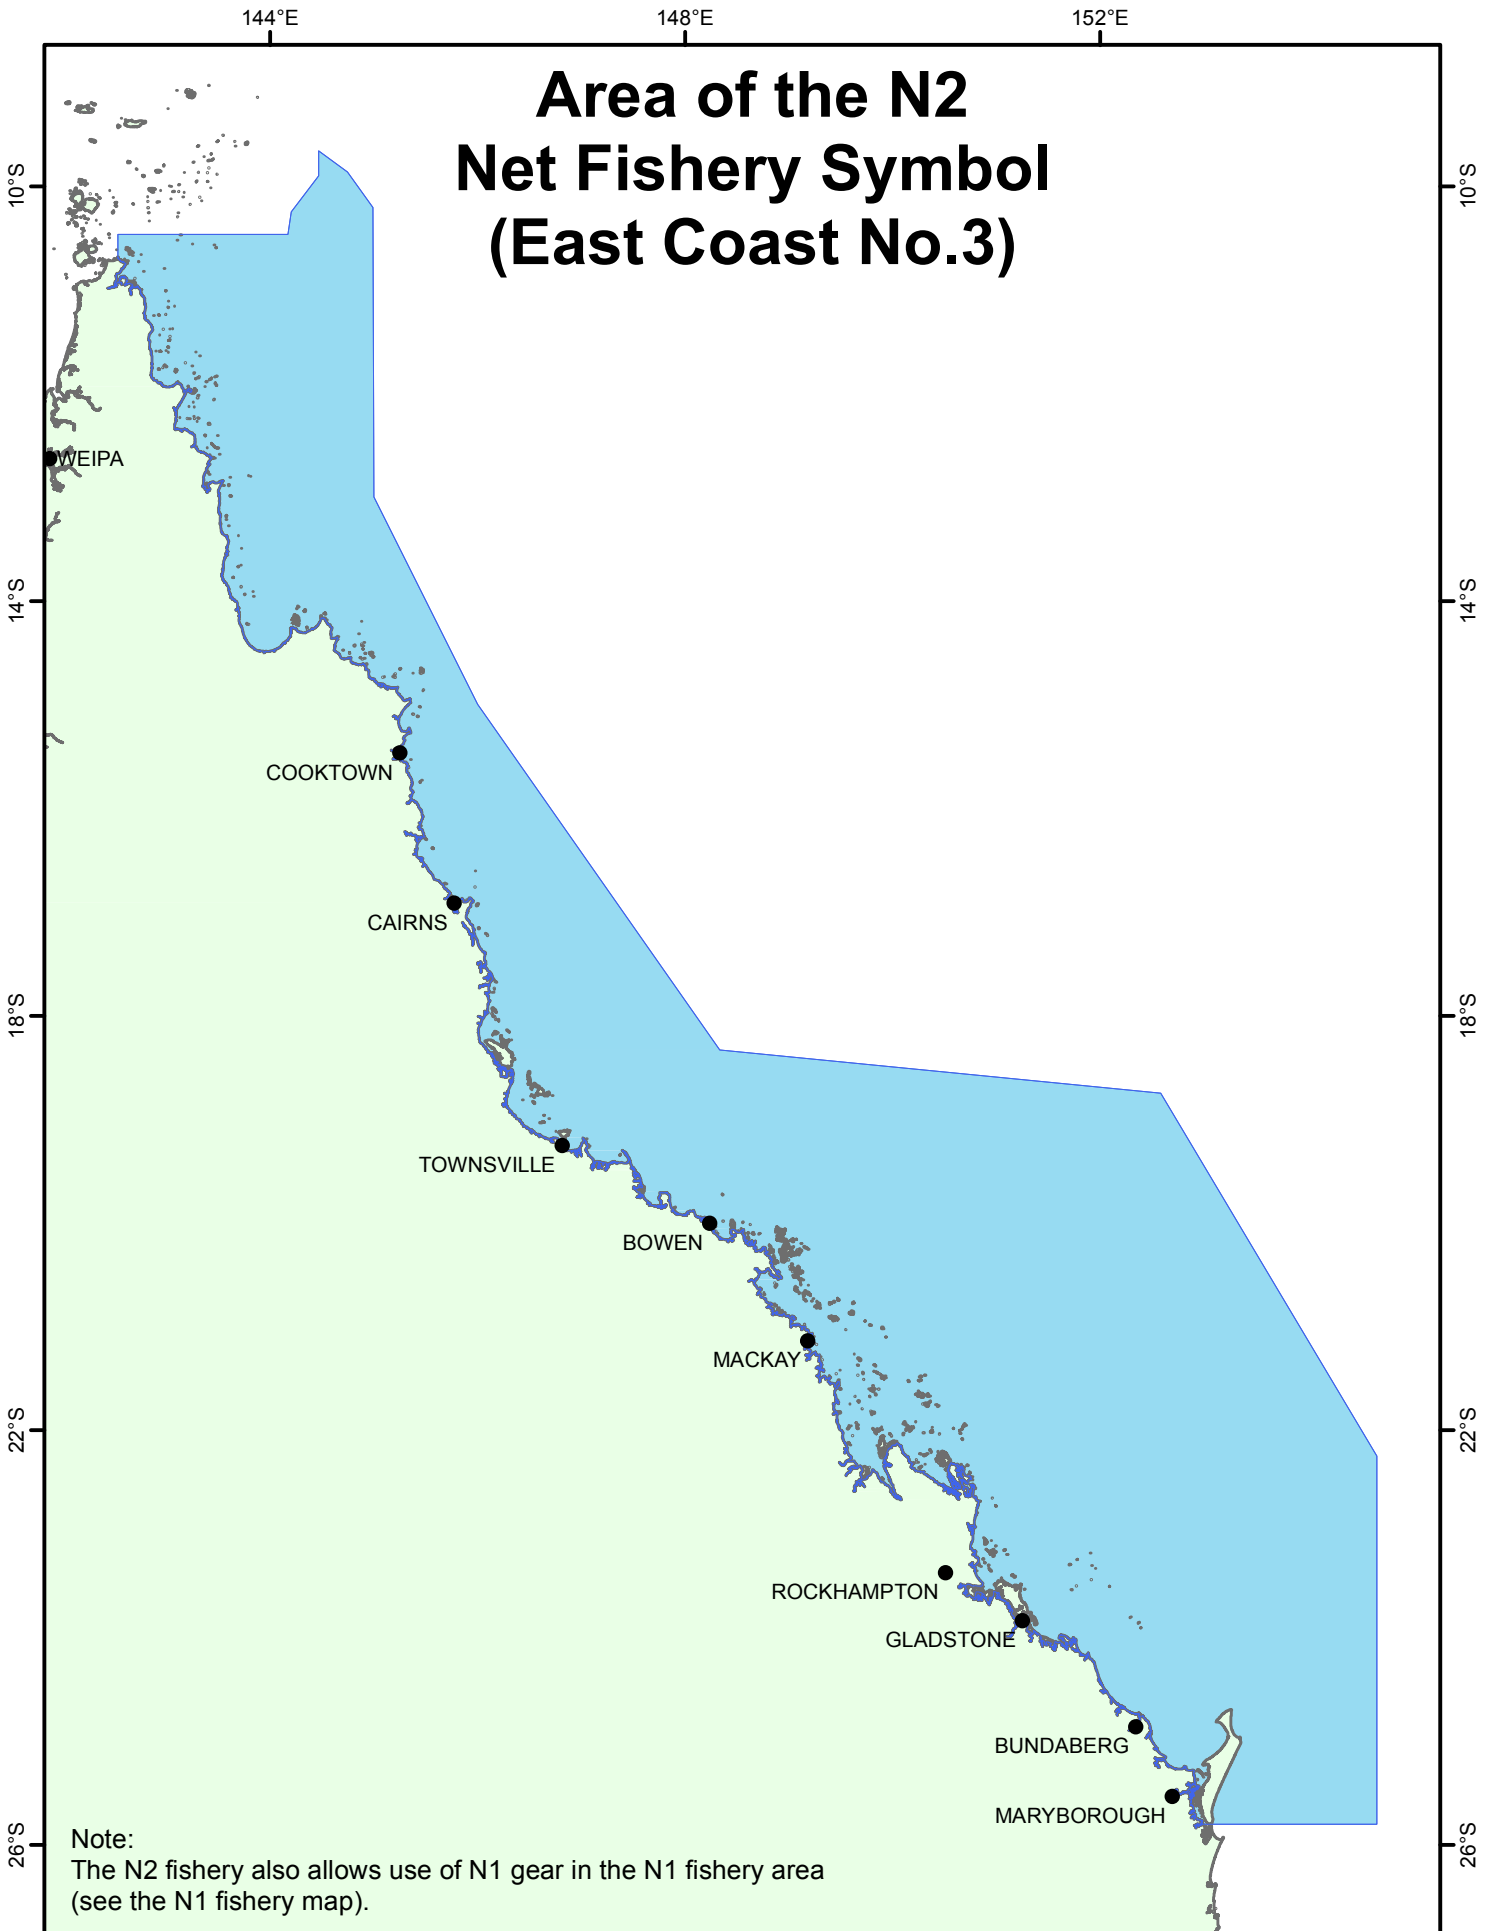 144°E
148°E
152°E
Area of the N2
Net Fishery Symbol
(East Coast No.3)
10°S
10°S
WEIPA
14°S
14°S
COOKTOWN
CAIRNS
18°S
18°S
TOWNSVILLE
BOWEN
MACKAY
22°S
22°S
ROCKHAMPTON
GLADSTONE
BUNDABERG
MARYBOROUGH
26°S
26°S
Note:
The N2 fishery also allows use of N1 gear in the N1 fishery area
(see the N1 fishery map).